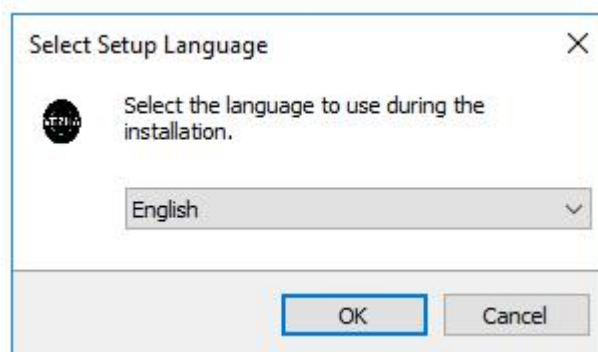 Select Setup Language
Select the language to use during the
installation.
English
OK
Cancel